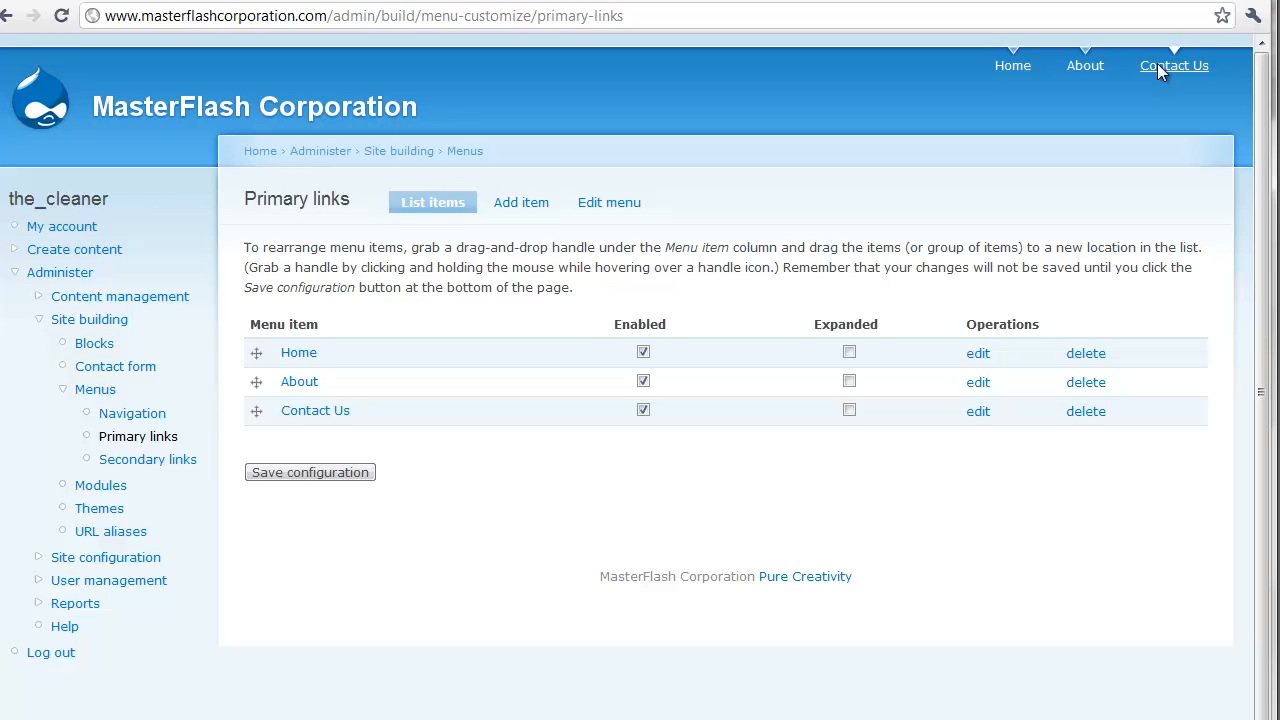 www.masterflashcorporation.com/admin/build/menu-customize/primary-links
Home About Contact Us
MasterFlash Corporation
Home › Administer › Site building › Menus
the_cleaner
My account
Create content
Administer
Content management
Site building
Blocks
Contact form
Menus
Navigation
Primary links
Secondary links
Modules
Themes
URL aliases
Site configuration
User management
Reports
Help
Log out
Primary links List items Add item Edit menu
To rearrange menu items, grab a drag-and-drop handle under the Menu item column and drag the items (or group of items) to a new location in the list.
(Grab a handle by clicking and holding the mouse while hovering over a handle icon.) Remember that your changes will not be saved until you click the
Save configuration button at the bottom of the page.
Menu item Enabled Expanded Operations
Home edit delete
About edit delete
Contact Us edit delete
Save configuration
MasterFlash Corporation Pure Creativity